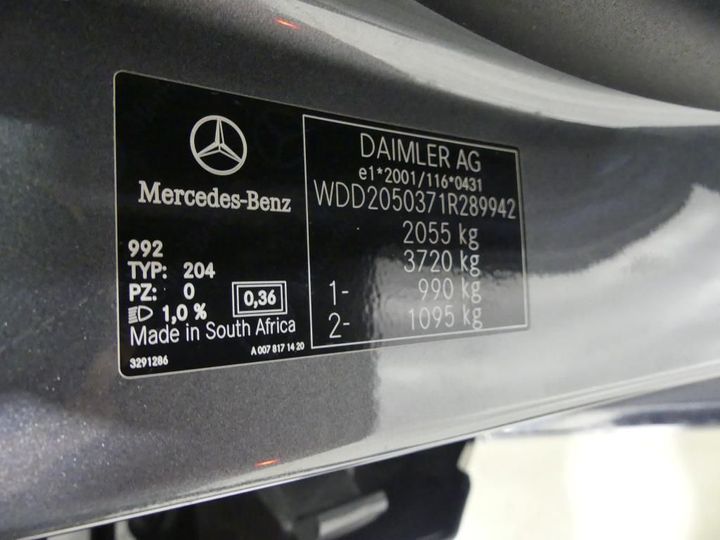 Mercedes-Benz
992
TYP: 204
PZ: 0
1,0 %
0,36
Made in South Africa
3291286
A 007 817 14 20
DAIMLER AG
e1*2001/116*0431
WDD2050371R289942
2055 kg
3720 kg
1- 990 kg
2- 1095 kg